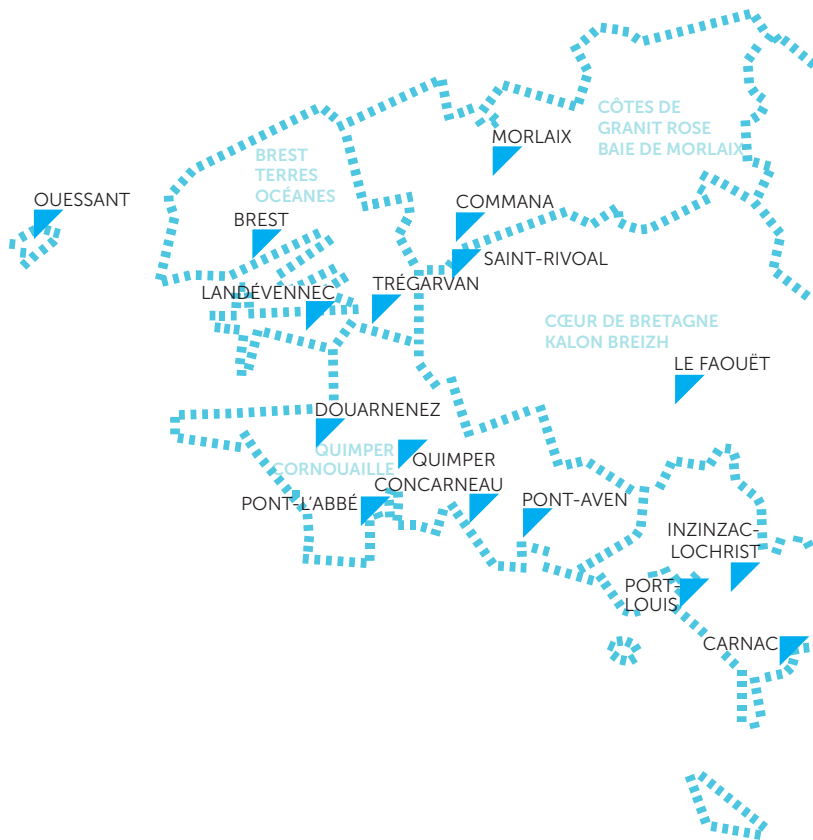 CÔTES DE
GRANIT ROSE
BAIE DE MORLAIX
MORLAIX
BREST
TERRES
OCÉANES
OUESSANT
COMMANA
BREST
SAINT-RIVOAL
TRÉGARVAN
LANDÉVENNEC
CŒUR DE BRETAGNE
KALON BREIZH
LE FAOUËT
DOUARNENEZ
QUIMPER
CORNOUAILLE
QUIMPER
CONCARNEAU
PONT-L'ABBÉ
PONT-AVEN
INZINZAC-
LOCHRIST
PORT-
LOUIS
CARNAC